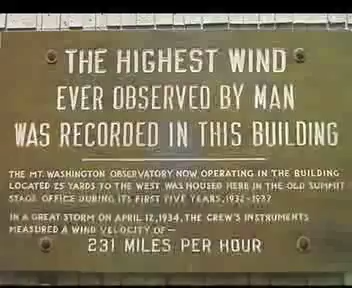 THE HIGHEST WIND
EVER OBSERVED BY MAN
WAS RECORDED IN THIS BUILDING
THE MT. WASHINGTON OBSERVATORY NOW OPERATING IN THE BUILDING
LOCATED 25 YARDS TO THE WEST WAS HOUSED HERE IN THE OLD SUMMIT
STAGE OFFICE DURING ITS FIRST FIVE YEARS, 1932-1937
IN A GREAT STORM ON APRIL 12, 1934, THE CREW'S INSTRUMENTS
MEASURED A WIND VELOCITY OF—
231 MILES PER HOUR